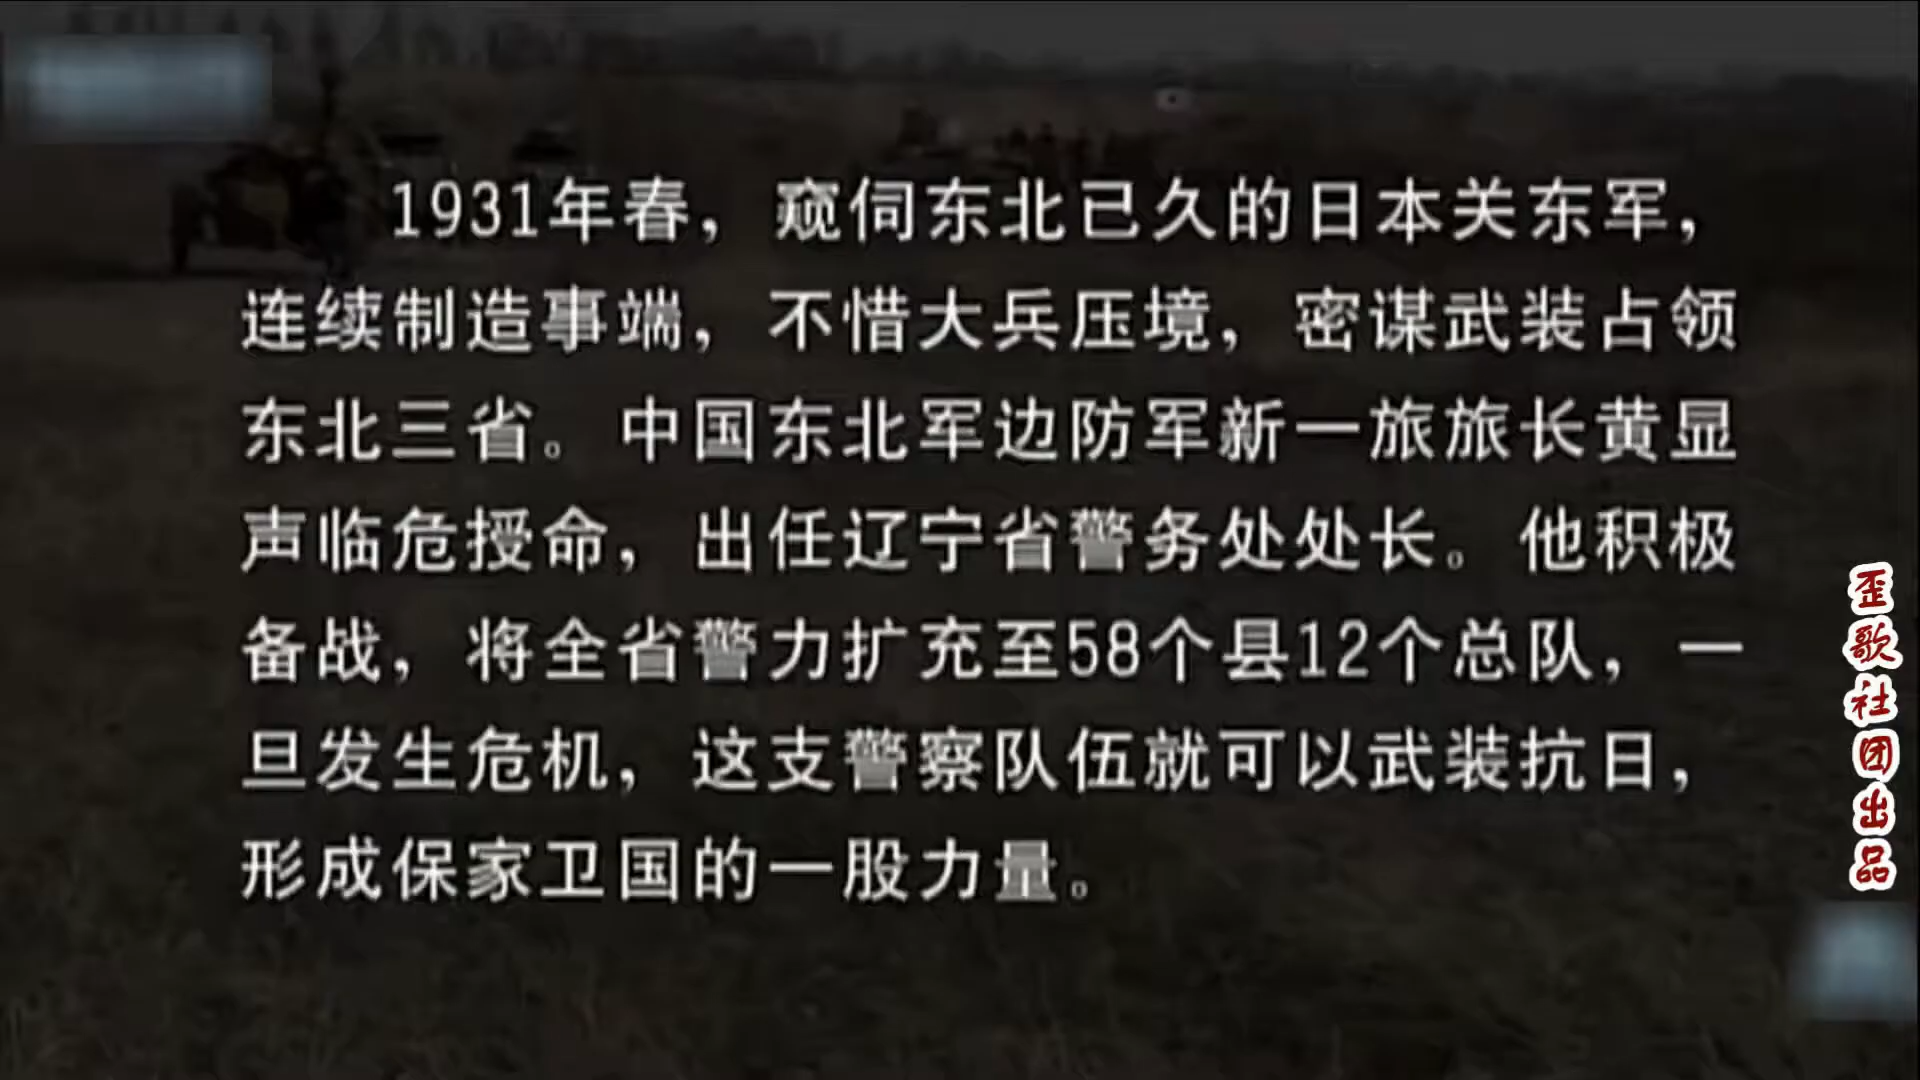 1931年春，窥伺东北已久的日本关东军，
连续制造事端，不惜大兵压境，密谋武装占领
东北三省。中国东北军边防军新一旅旅长黄显
声临危授命，出任辽宁省警务处处长。他积极
备战，将全省警力扩充至58个县12个总队，一
旦发生危机，这支警察队伍就可以武装抗日，
形成保家卫国的一股力量。
歪歌社团出品